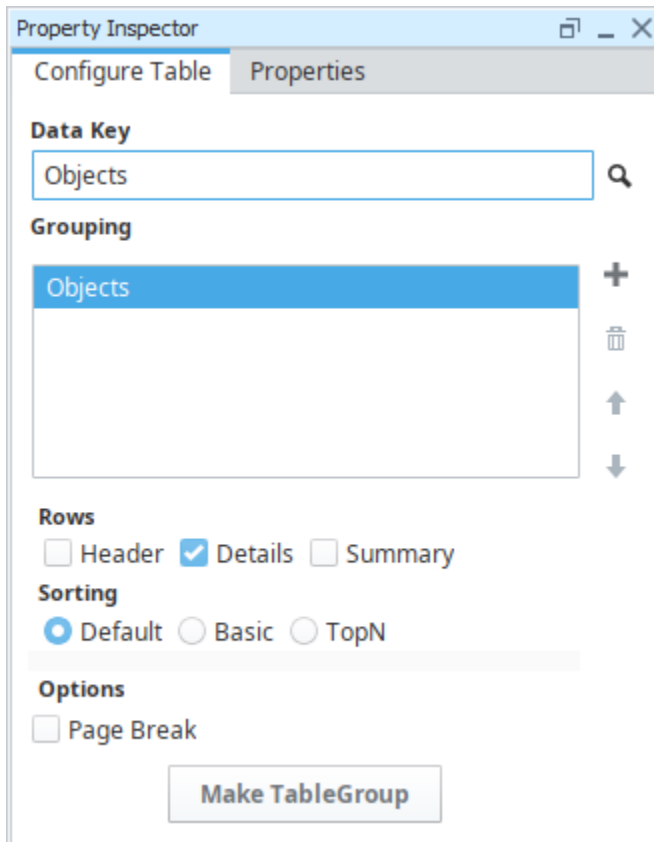 Property Inspector
Configure Table Properties
Data Key
Objects
Grouping
Objects
Rows
Header Details Summary
Sorting
Default Basic TopN
Options
Page Break
Make TableGroup